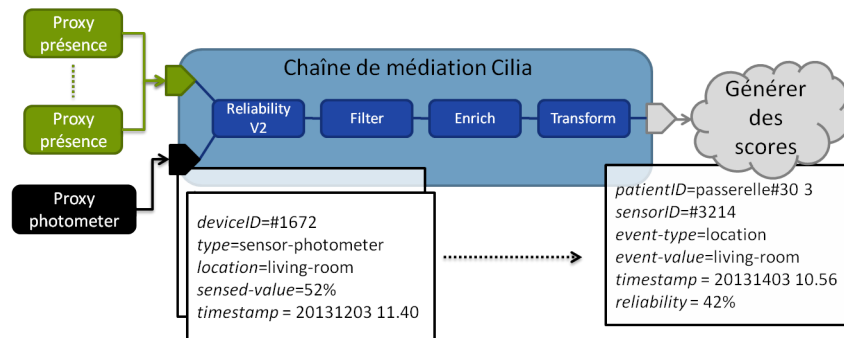 Proxy
présence
Proxy
présence
Proxy
photometer
Chaîne de médiation Cilia
Reliability
V2
Filter
Enrich
Transform
Générer
des
scores
deviceID=#1672
type=sensor-photometer
location=living-room
sensed-value=52%
timestamp = 20131203 11.40
patientID=passerelle#30 3
sensorID=#3214
event-type=location
event-value=living-room
timestamp = 20131403 10.56
reliability = 42%